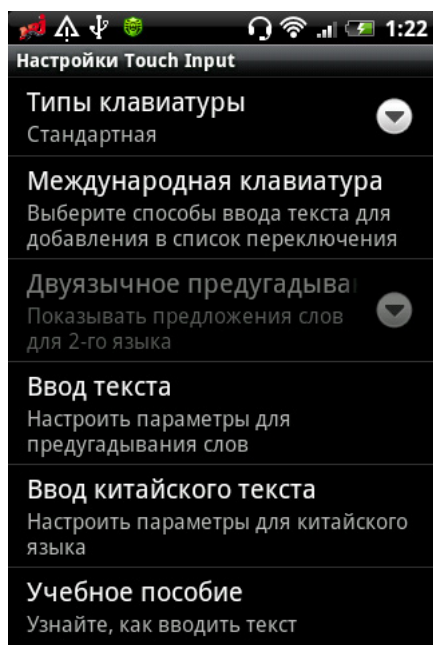 1:22
Настройки Touch Input
Типы клавиатуры
Стандартная
Международная клавиатура
Выберите способы ввода текста для
добавления в список переключения
Двуязычное предугадыва
Показывать предложения слов
для 2-го языка
Ввод текста
Настроить параметры для
предугадывания слов
Ввод китайского текста
Настроить параметры для китайского
языка
Учебное пособие
Узнайте, как вводить текст